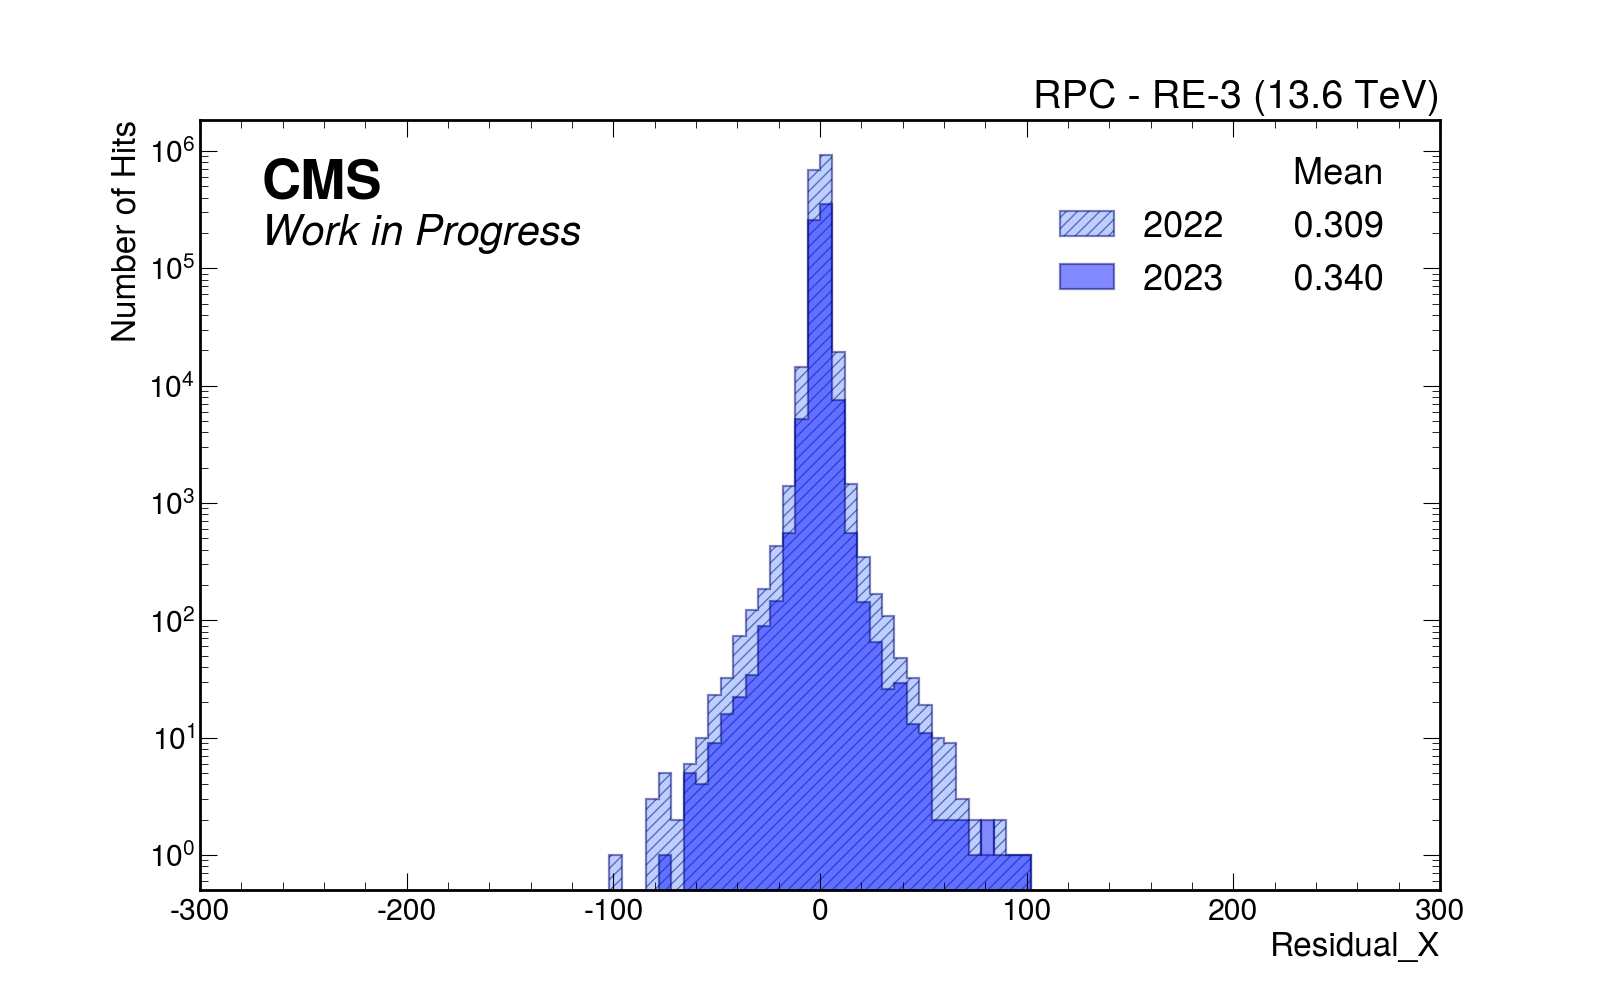 RPC - RE-3 (13.6 TeV)
Number of Hits
10^6
10^5
10^4
10^3
10^2
10^1
10^0
CMS
Work in Progress
Mean
2022 0.309
2023 0.340
-300 -200 -100 0 100 200 300
Residual_X